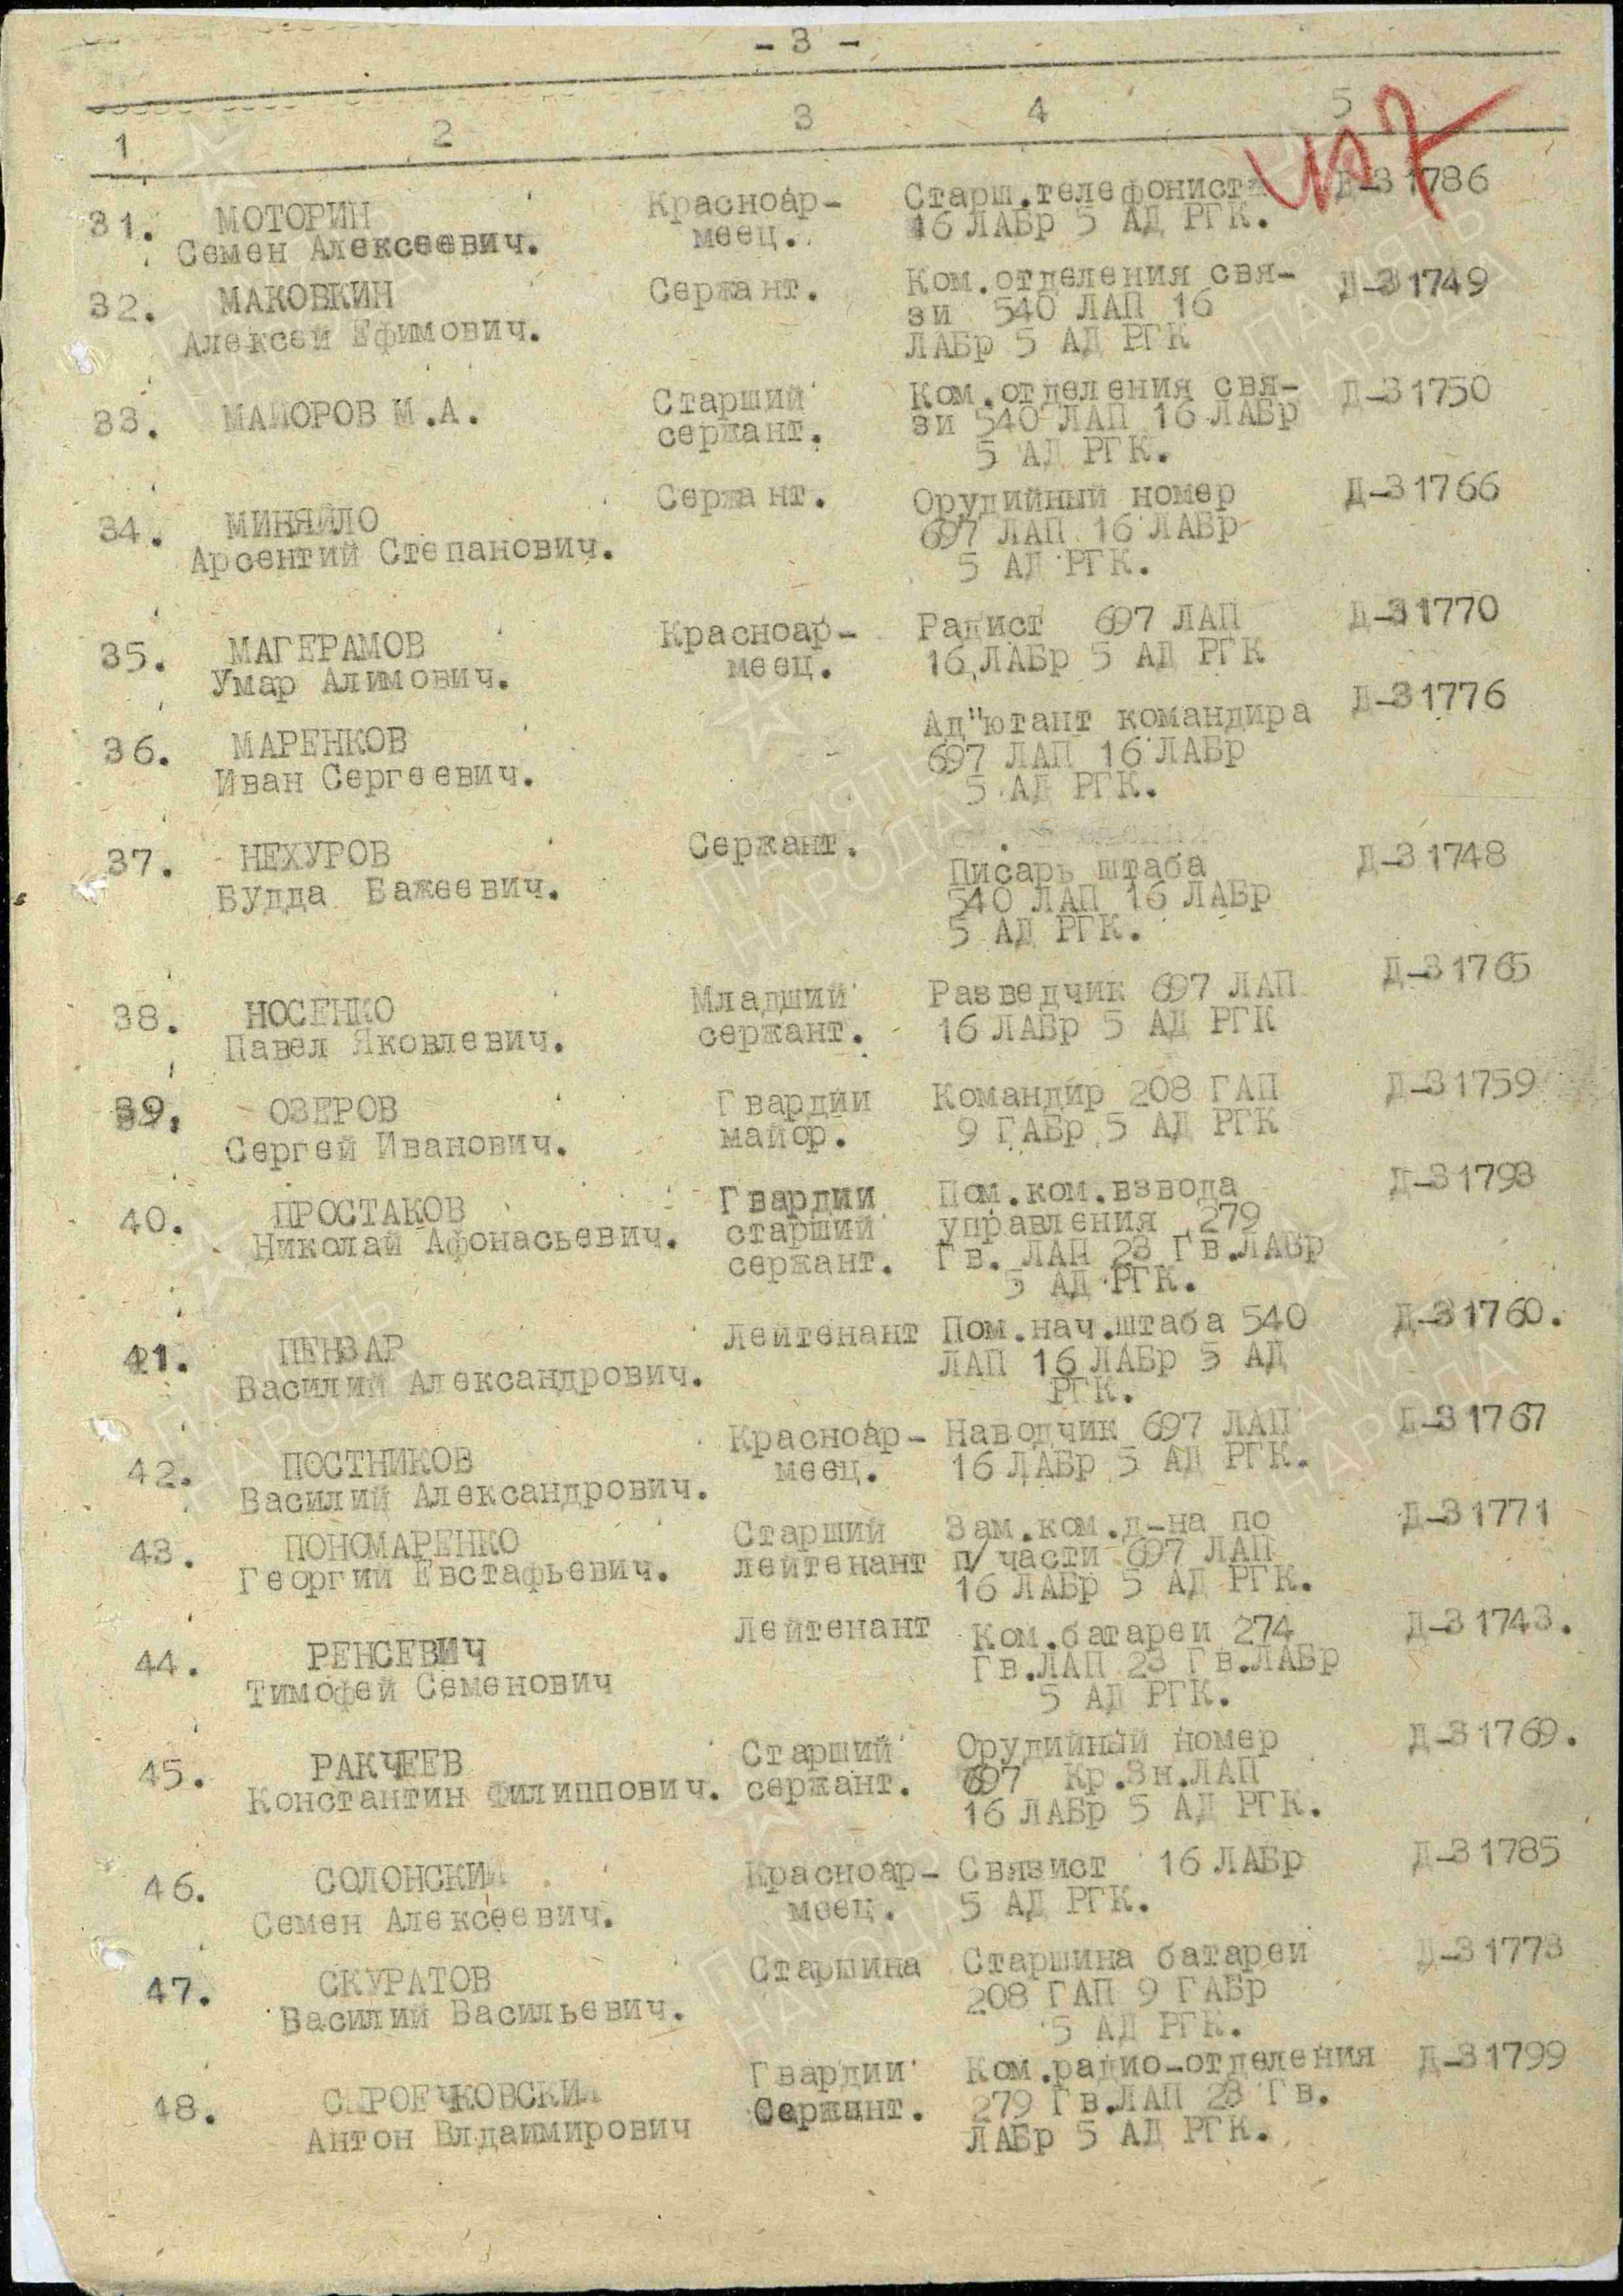 - 3 -
1 2 3 4 5
31. МОТОРИН Красноар- Старш.телефониста Д-31786
Семен Алексеевич. меец. 16 ЛАБр 5 АД РГК.
32. МАКОВКИН Сержант. Ком.отделения свя- Д-31749
Алексей Ефимович. зи 540 ЛАП 16
ЛАБр 5 АД РГК
33. МАЙОРОВ М.А. Старший Ком.отделения свя- Д-31750
сержант. зи 540 ЛАП 16 ЛАБр
5 АД РГК.
34. МИНЯЙЛО Сержант. Орудийный номер Д-31766
Арсентий Степанович. 697 ЛАП 16 ЛАБр
5 АД РГК.
35. МАГЕРАМОВ Красноар- Радист 697 ЛАП Д-31770
Умар Алимович. меец. 16 ЛАБр 5 АД РГК
36. МАРЕНКОВ Ад"ютант командира Д-31776
Иван Сергеевич. 697 ЛАП 16 ЛАБр
5 АД РГК.
37. НЕХУРОВ Сержант. Писарь штаба Д-31748
Будда Бажеевич. 540 ЛАП 16 ЛАБр
5 АД РГК.
38. НОСЕНКО Младший Разведчик 697 ЛАП Д-31765
Павел Яковлевич. сержант. 16 ЛАБр 5 АД РГК
39. ОЗЕРОВ Гвардии Командир 208 ГАП Д-31759
Сергей Иванович. майор. 9 ГАБр 5 АД РГК
40. ПРОСТАКОВ Гвардии Пом.ком.взвода Д-31793
Николай Афонасьевич. старший управления 279
сержант. Гв. ЛАП 23 Гв.ЛАБр
5 АД РГК.
41. ПЕНЗАР Лейтенант Пом.нач.штаба 540 Д-31760.
Василий Александрович. ЛАП 16 ЛАБр 5 АД
РГК.
42. ПОСТНИКОВ Красноар- Наводчик 697 ЛАП Д-31767
Василий Александрович. меец. 16 ЛАБр 5 АД РГК.
43. ПОНОМАРЕНКО Старший Зам.ком.д-на по Д-31771
Георгий Евстафьевич. лейтенант п/части 697 ЛАП
16 ЛАБр 5 АД РГК.
44. РЕНСЕВИЧ Лейтенант Ком.батареи 274 Д-31743.
Тимофей Семенович Гв.ЛАП 23 Гв.ЛАБр
5 АД РГК.
45. РАКЧЕЕВ Старший Орудийный номер Д-31769.
Константин Филиппович. сержант. 697 Кр.Зн.ЛАП
16 ЛАБр 5 АД РГК.
46. СОЛОНСКИЙ Красноар- Связист 16 ЛАБр Д-31785
Семен Алексеевич. меец. 5 АД РГК.
47. СКУРАТОВ Старшина Старшина батареи Д-31773
Василий Васильевич. 208 ГАП 9 ГАБр
5 АД РГК.
48. Гвардии Ком.радио-отделения Д-31799
Антон Влдаимирович Сержант. 279 Гв.ЛАП 23 Гв.
ЛАБр 5 АД РГК.
ПАМЯТЬ
НАРОДА